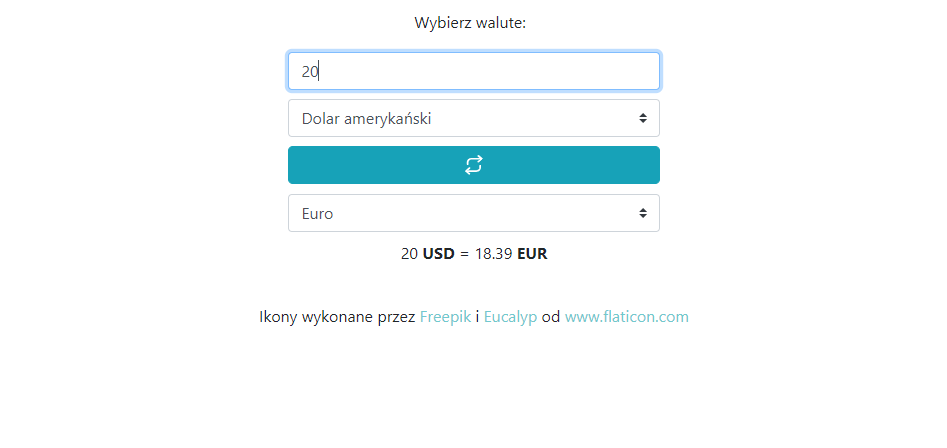 Wybierz walute:
20
Dolar amerykański
Euro
20 USD = 18.39 EUR
Ikony wykonane przez Freepik i Eucalyp od www.flaticon.com